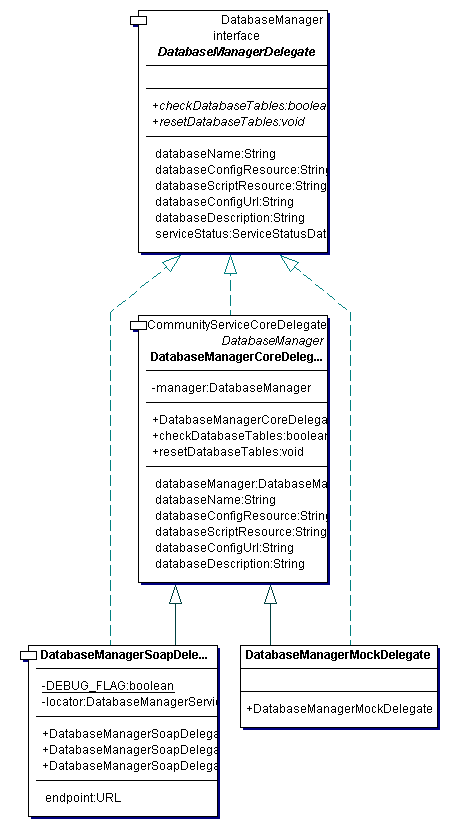 DatabaseManager
interface
DatabaseManagerDelegate
+checkDatabaseTables:boolea
+resetDatabaseTables:void
databaseName:String
databaseConfigResource:String
databaseScriptResource:String
databaseConfigUrl:String
databaseDescription:String
serviceStatus:ServiceStatusDat
CommunityServiceCoreDelegate
DatabaseManager
DatabaseManagerCoreDeleg...
-manager:DatabaseManager
+DatabaseManagerCoreDelega
+checkDatabaseTables:boolean
+resetDatabaseTables:void
databaseManager:DatabaseMa
databaseName:String
databaseConfigResource:String
databaseScriptResource:String
databaseConfigUrl:String
databaseDescription:String
DatabaseManagerSoapDele...
-DEBUG_FLAG:boolean
-locator:DatabaseManagerServi
+DatabaseManagerSoapDelega
+DatabaseManagerSoapDelega
+DatabaseManagerSoapDelega
endpoint:URL
DatabaseManagerMockDelegate
+DatabaseManagerMockDelegate